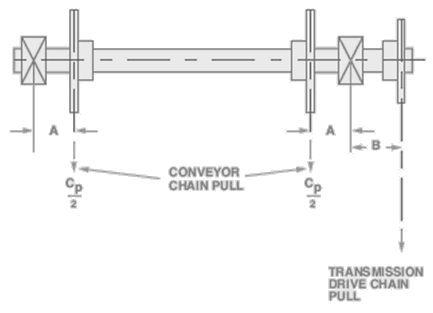 A
A
B
CONVEYOR
CHAIN PULL
Cp
2
Cp
2
TRANSMISSION
DRIVE CHAIN
PULL